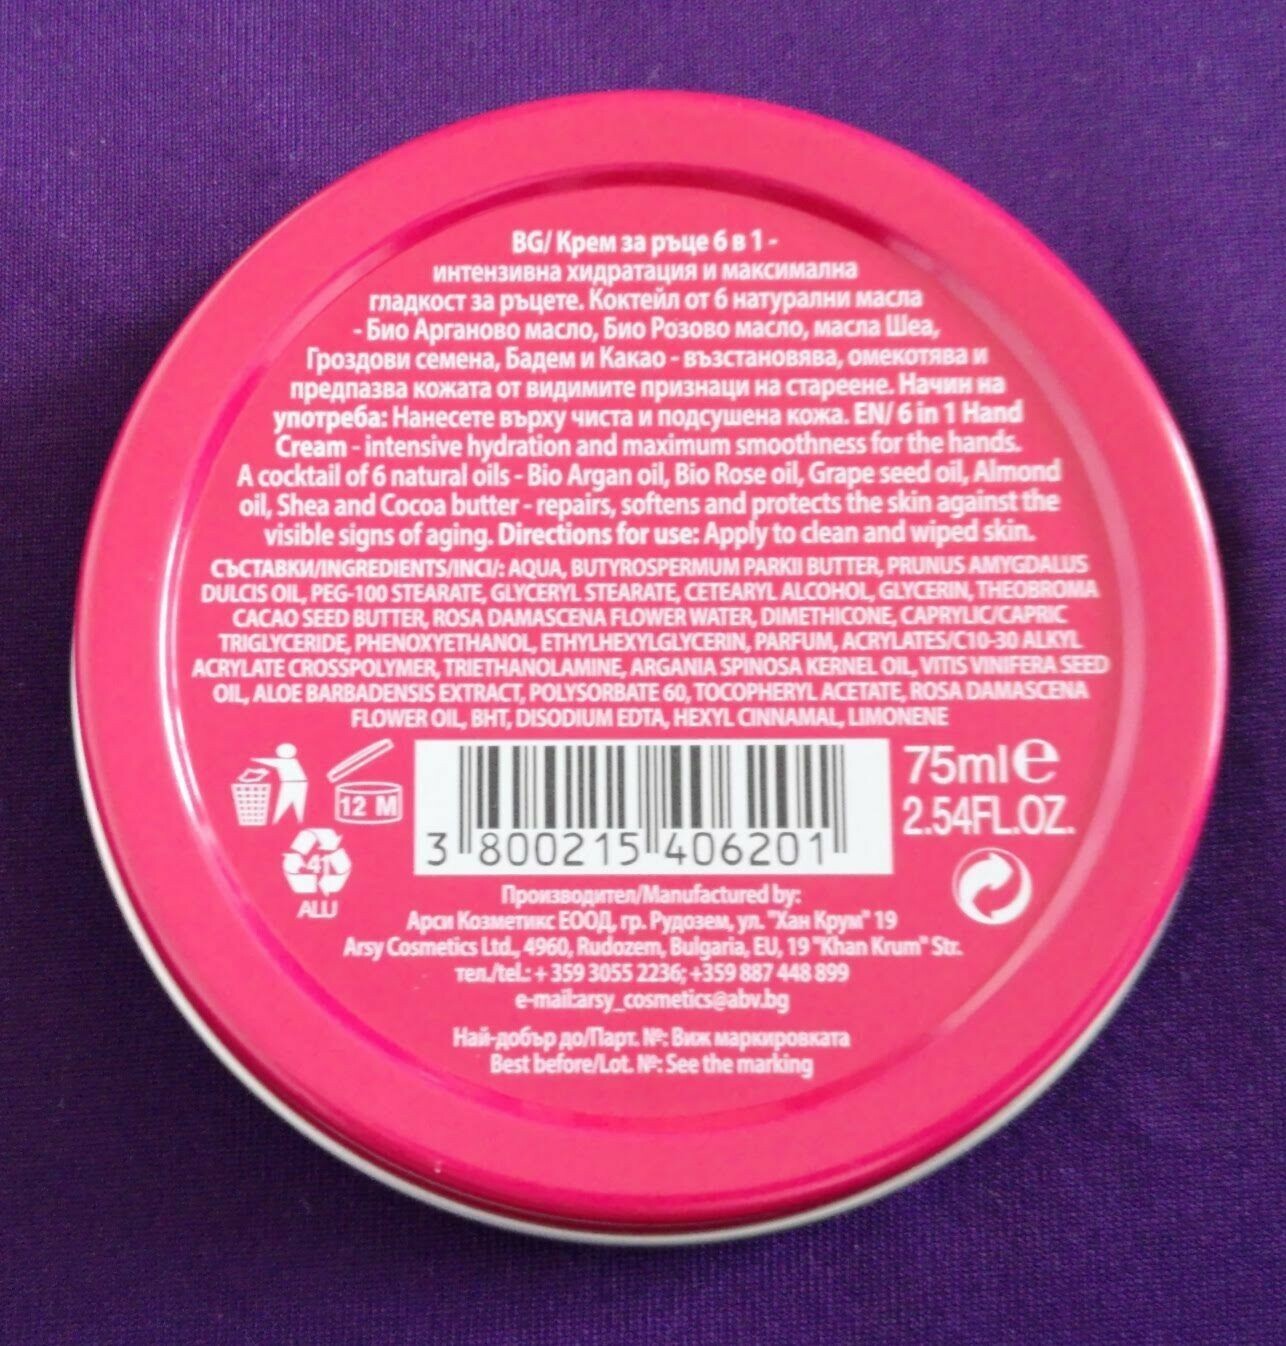 BG/ Крем за ръце 6 в 1 -
интензивна хидратация и максимална
гладкост за ръцете. Коктейл от 6 натурални масла
- Био Арганово масло, Био Розово масло, масла Шеа,
Гроздови семена, Бадем и Какао - възстановява, омекотява и
предпазва кожата от видимите признаци на стареене. Начин на
употреба: Нанесете върху чиста и подсушена кожа. EN/ 6 in 1 Hand
Cream - intensive hydration and maximum smoothness for the hands.
A cocktail of 6 natural oils - Bio Argan oil, Bio Rose oil, Grape seed oil, Almond
oil, Shea and Cocoa butter - repairs, softens and protects the skin against the
visible signs of aging. Directions for use: Apply to clean and wiped skin.
СЪСТАВКИ/INGREDIENTS/INCI/: AQUA, BUTYROSPERMUM PARKII BUTTER, PRUNUS AMYGDALUS
DULCIS OIL, PEG-100 STEARATE, GLYCERYL STEARATE, CETEARYL ALCOHOL, GLYCERIN, THEOBROMA
CACAO SEED BUTTER, ROSA DAMASCENA FLOWER WATER, DIMETHICONE, CAPRYLIC/CAPRIC
TRIGLYCERIDE, PHENOXYETHANOL, ETHYLHEXYLGLYCERIN, PARFUM, ACRYLATES/C10-30 ALKYL
ACRYLATE CROSSPOLYMER, TRIETHANOLAMINE, ARGANIA SPINOSA KERNEL OIL, VITIS VINIFERA SEED
OIL, ALOE BARBADENSIS EXTRACT, POLYSORBATE 60, TOCOPHERYL ACETATE, ROSA DAMASCENA
FLOWER OIL, BHT, DISODIUM EDTA, HEXYL CINNAMAL, LIMONENE
12 M
41
ALU
3 800215 406201
75ml e
2.54FL.OZ.
Производител/Manufactured by:
Арси Козметикс ЕООД, гр. Рудозем, ул. "Хан Крум" 19
Arsy Cosmetics Ltd., 4960, Rudozem, Bulgaria, EU, 19 "Khan Krum" Str.
тел./tel.: + 359 3055 2236; +359 887 448 899
e-mail:arsy_cosmetics@abv.bg
Най-добър до/Парт. №: Виж маркировката
Best before/Lot. №: See the marking